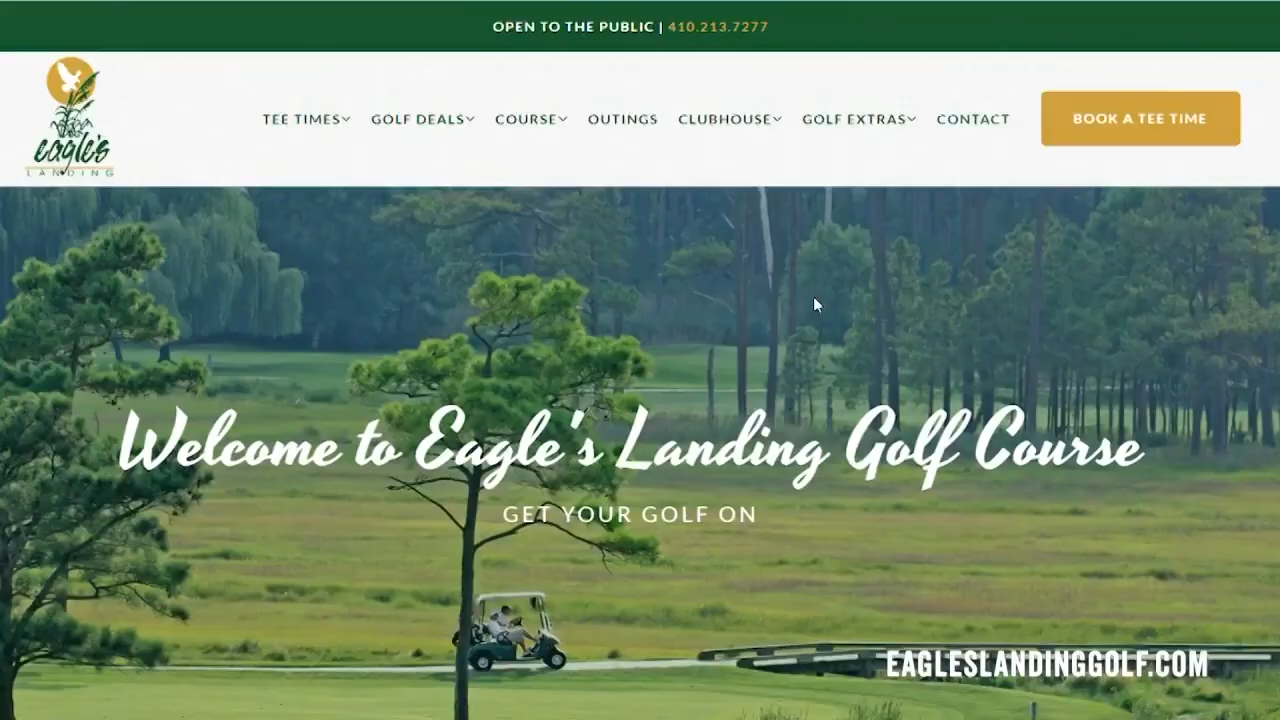 OPEN TO THE PUBLIC | 410.213.7277
eagle's
LANDING
TEE TIMES GOLF DEALS COURSE OUTINGS CLUBHOUSE GOLF EXTRAS CONTACT
BOOK A TEE TIME
Welcome to Eagle's Landing Golf Course
GET YOUR GOLF ON
EAGLESLANDINGGOLF.COM